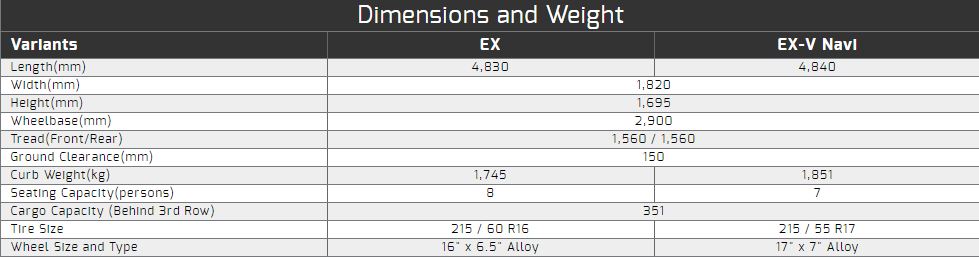 Dimensions and Weight
Variants EX EX-V Navi
Length(mm) 4,830 4,840
Width(mm) 1,820
Height(mm) 1,695
Wheelbase(mm) 2,900
Tread(Front/Rear) 1,560 / 1,560
Ground Clearance(mm) 150
Curb Weight(kg) 1,745 1,851
Seating Capacity(persons) 8 7
Cargo Capacity (Behind 3rd Row) 351
Tire Size 215 / 60 R16 215 / 55 R17
Wheel Size and Type 16" x 6.5" Alloy 17" x 7" Alloy